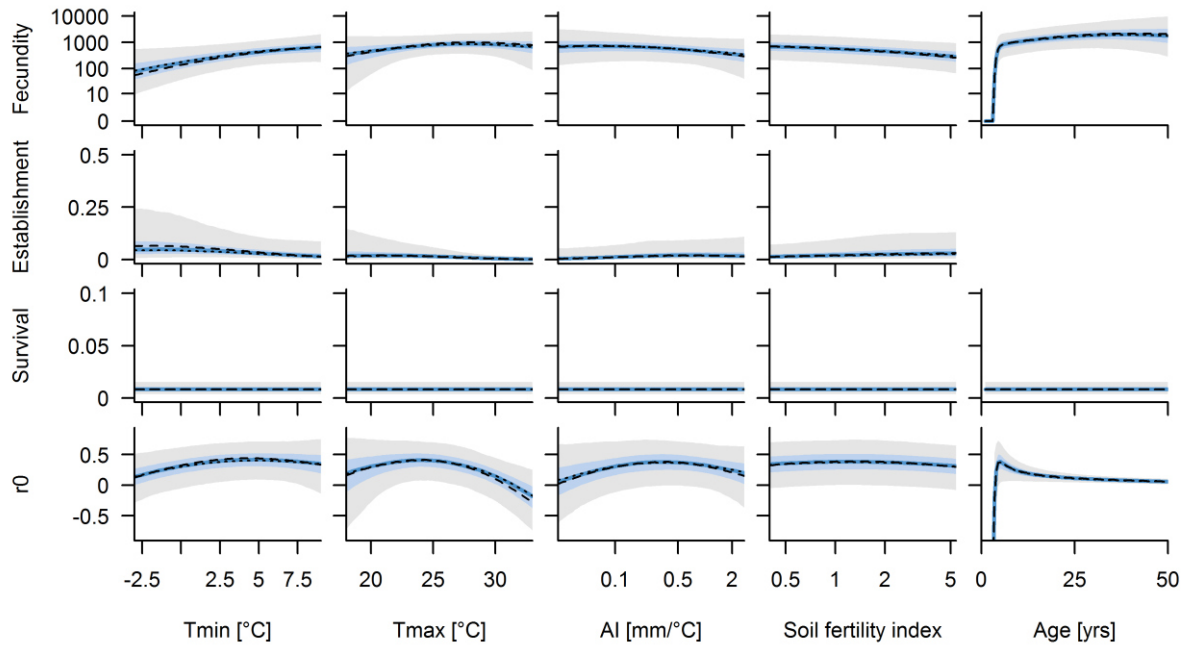 Fecundity
10000
1000
100
10
0
Establishment
0.5
0.25
0
Survival
0.1
0.05
0
r0
0.5
0
-0.5
-2.5 2.5 5 7.5
20 25 30
0.1 0.5 2
0.5 1 2 5
0 25 50
Tmin [°C]
Tmax [°C]
AI [mm/°C]
Soil fertility index
Age [yrs]